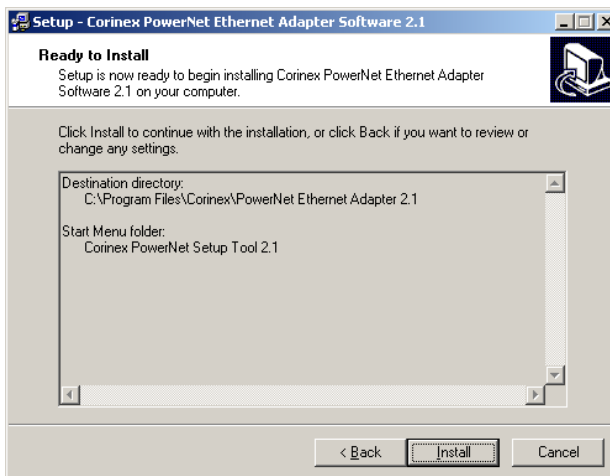 Setup - Corinex PowerNet Ethernet Adapter Software 2.1
Ready to Install
Setup is now ready to begin installing Corinex PowerNet Ethernet Adapter
Software 2.1 on your computer.
Click Install to continue with the installation, or click Back if you want to review or
change any settings.
Destination directory:
C:\Program Files\Corinex\PowerNet Ethernet Adapter 2.1
Start Menu folder:
Corinex PowerNet Setup Tool 2.1
< Back
Install
Cancel